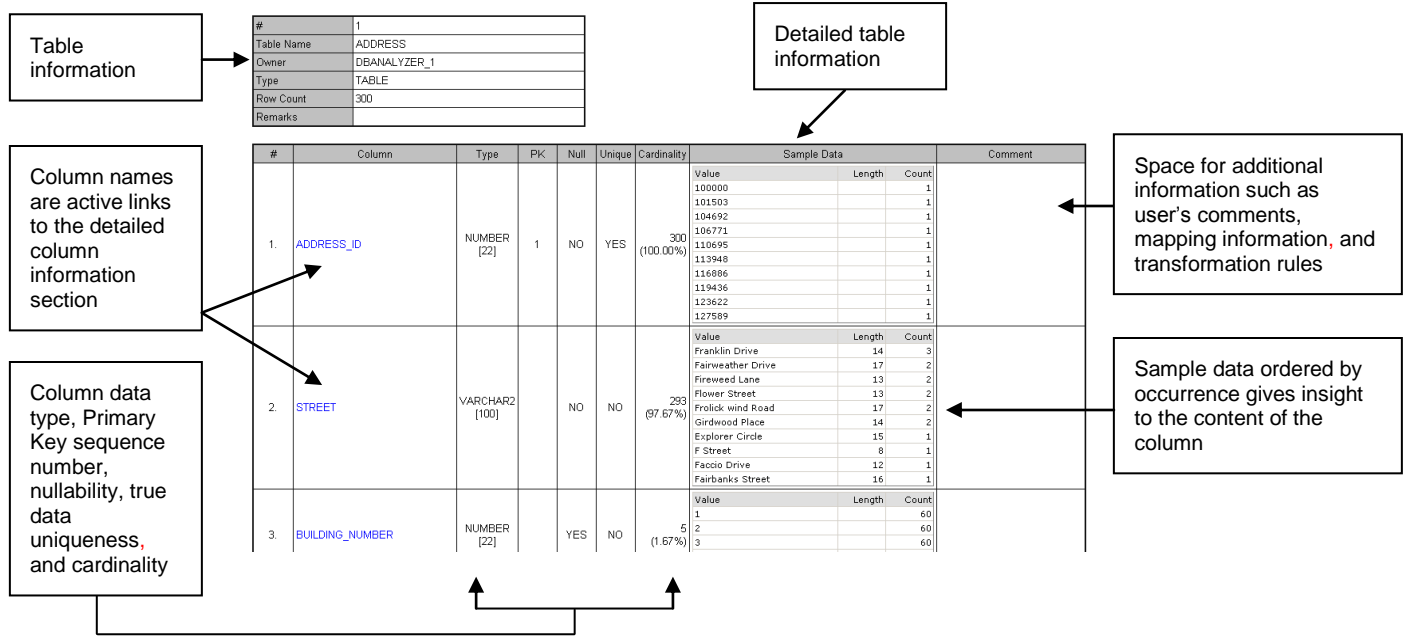 Table
information
# 1
Table Name ADDRESS
Owner DBANALYZER_1
Type TABLE
Row Count 300
Remarks
Detailed table
information
Column names
are active links
to the detailed
column
information
section
Column data
type, Primary
Key sequence
number,
nullability, true
data
uniqueness,
and cardinality
# Column Type PK Null Unique Cardinality Sample Data Comment
Value Length Count
100000 1
101503 1
104692 1
106771 1
1. ADDRESS_ID NUMBER [22] 1 NO YES 300 (100.00%) 110695 1
113948 1
116886 1
119436 1
123622 1
127589 1
Value Length Count
Franklin Drive 14 3
Fairweather Drive 17 2
Fireweed Lane 13 2
Flower Street 13 2
2. STREET VARCHAR2 [100] NO NO 293 (97.67%) Frolick wind Road 17 2
Girdwood Place 14 2
Explorer Circle 15 1
F Street 8 1
Faccio Drive 12 1
Fairbanks Street 16 1
Value Length Count
1 60
3. BUILDING_NUMBER NUMBER [22] YES NO 5 (1.67%) 2 60
3 60
Space for additional
information such as
user’s comments,
mapping information, and
transformation rules
Sample data ordered by
occurrence gives insight
to the content of the
column